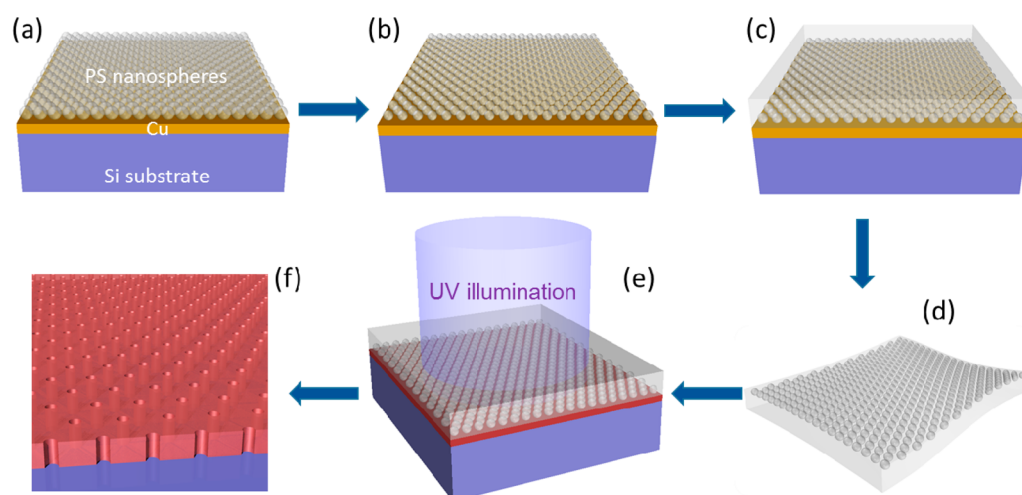 (a)
(b)
(c)
PS nanospheres
Cu
Si substrate
(f)
UV illumination
(e)
(d)